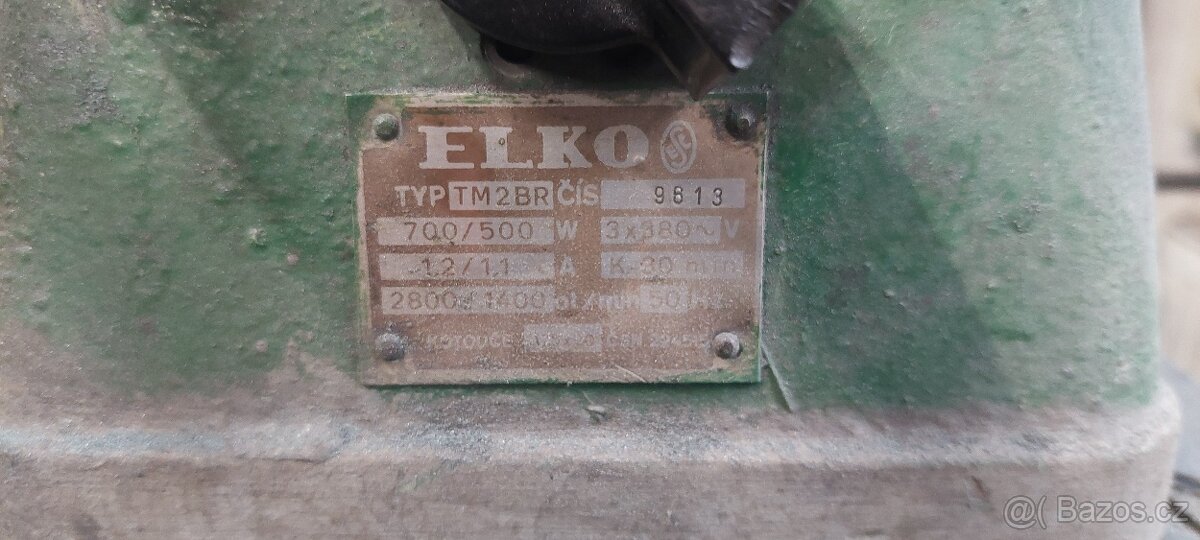 ELKO
TYP TM2BR ČÍS 9613
700/500 W 3x380~ V
1.2/1.1 A K-30 min
2800/1400 ot/min 50 Hz
KOTOUČE ČSN
@( Bazos.cz